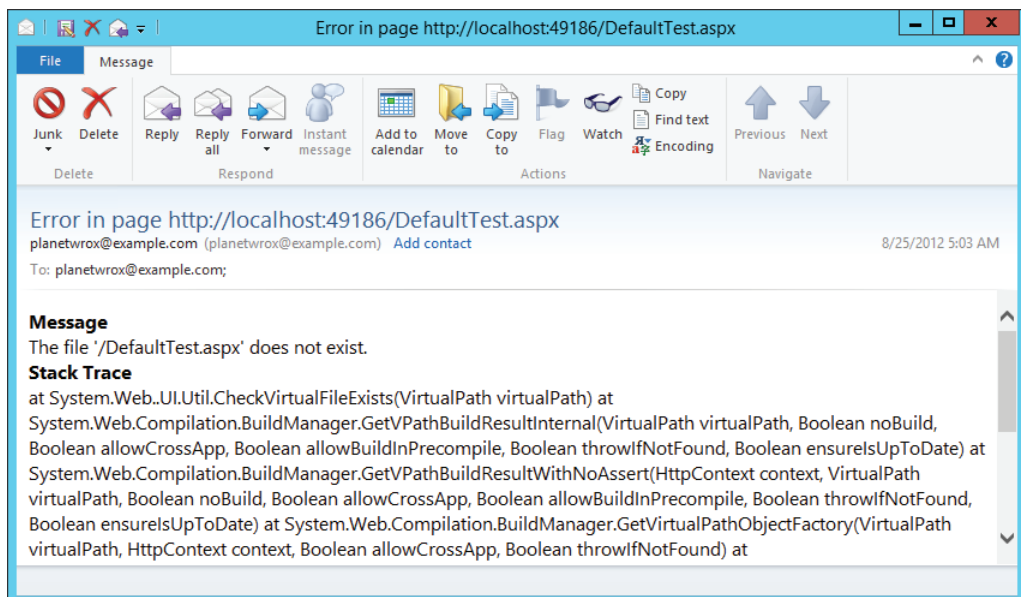 Error in page http://localhost:49186/DefaultTest.aspx
File Message
Junk Delete Reply Reply all Forward Instant message Add to calendar Move to Copy to Flag Watch Copy Find text Encoding Previous Next
Delete Respond Actions Navigate
Error in page http://localhost:49186/DefaultTest.aspx
planetwrox@example.com (planetwrox@example.com) Add contact 8/25/2012 5:03 AM
To: planetwrox@example.com;
Message
The file '/DefaultTest.aspx' does not exist.
Stack Trace
at System.Web..UI.Util.CheckVirtualFileExists(VirtualPath virtualPath) at
System.Web.Compilation.BuildManager.GetVPathBuildResultInternal(VirtualPath virtualPath, Boolean noBuild,
Boolean allowCrossApp, Boolean allowBuildInPrecompile, Boolean throwIfNotFound, Boolean ensureIsUpToDate) at
System.Web.Compilation.BuildManager.GetVPathBuildResultWithNoAssert(HttpContext context, VirtualPath
virtualPath, Boolean noBuild, Boolean allowCrossApp, Boolean allowBuildInPrecompile, Boolean throwIfNotFound,
Boolean ensureIsUpToDate) at System.Web.Compilation.BuildManager.GetVirtualPathObjectFactory(VirtualPath
virtualPath, HttpContext context, Boolean allowCrossApp, Boolean throwIfNotFound) at